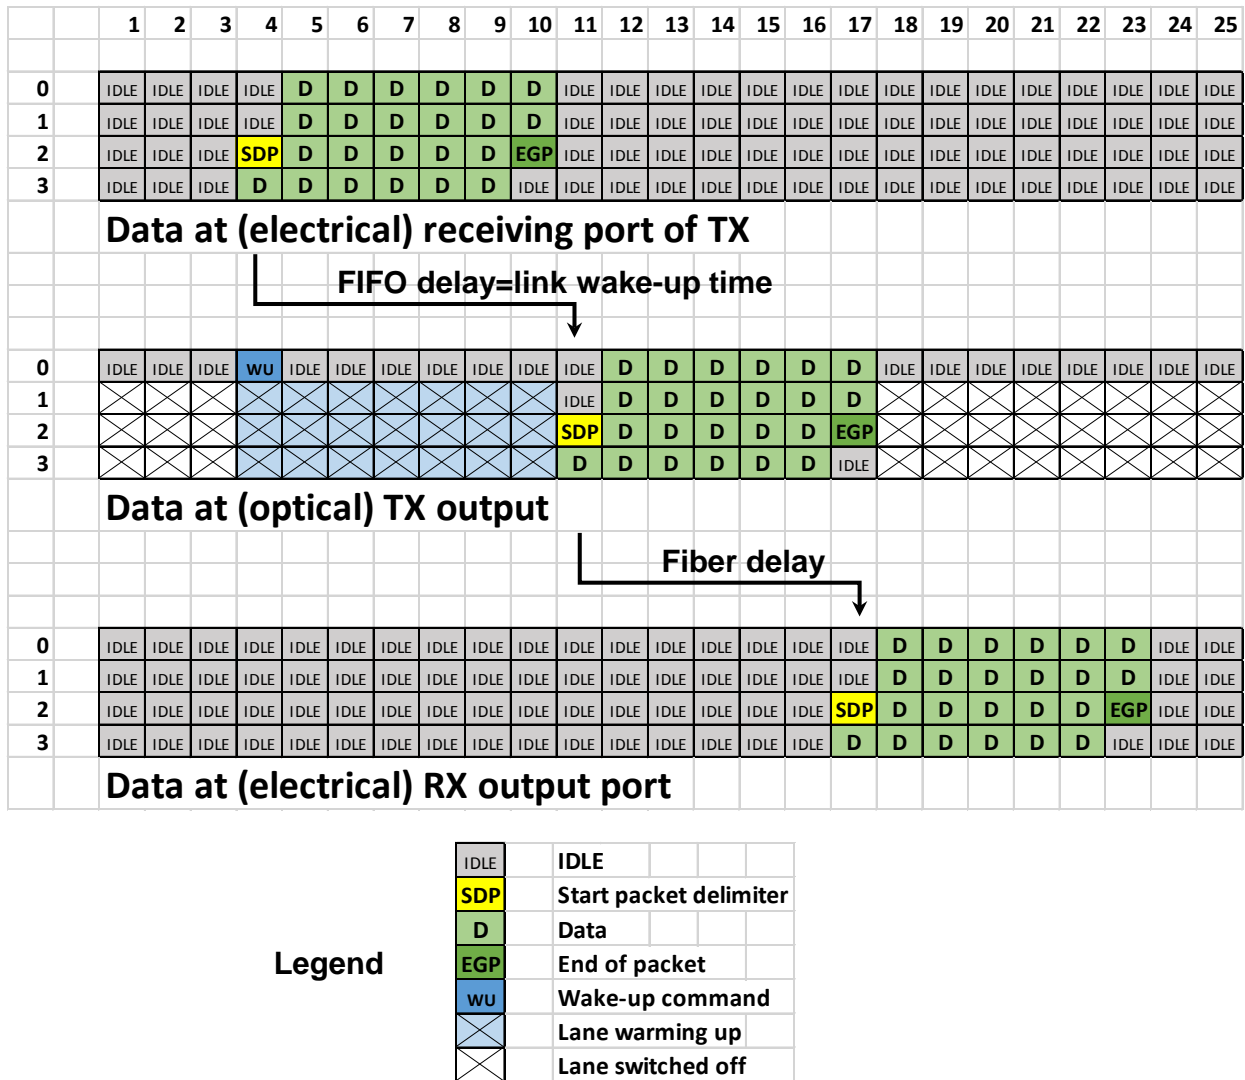 1 2 3 4 5 6 7 8 9 10 11 12 13 14 15 16 17 18 19 20 21 22 23 24 25
0 IDLE IDLE IDLE IDLE D D D D D D IDLE IDLE IDLE IDLE IDLE IDLE IDLE IDLE IDLE IDLE IDLE IDLE IDLE IDLE IDLE
1 IDLE IDLE IDLE IDLE D D D D D D IDLE IDLE IDLE IDLE IDLE IDLE IDLE IDLE IDLE IDLE IDLE IDLE IDLE IDLE IDLE
2 IDLE IDLE IDLE SDP D D D D D EGP IDLE IDLE IDLE IDLE IDLE IDLE IDLE IDLE IDLE IDLE IDLE IDLE IDLE IDLE IDLE
3 IDLE IDLE IDLE D D D D D D IDLE IDLE IDLE IDLE IDLE IDLE IDLE IDLE IDLE IDLE IDLE IDLE IDLE IDLE IDLE IDLE
Data at (electrical) receiving port of TX
FIFO delay=link wake-up time
0 IDLE IDLE IDLE WU IDLE IDLE IDLE IDLE IDLE IDLE IDLE D D D D D D IDLE IDLE IDLE IDLE IDLE IDLE IDLE IDLE
1 IDLE D D D D D D
2 SDP D D D D D EGP
3 D D D D D D IDLE
Data at (optical) TX output
Fiber delay
0 IDLE IDLE IDLE IDLE IDLE IDLE IDLE IDLE IDLE IDLE IDLE IDLE IDLE IDLE IDLE IDLE IDLE D D D D D D IDLE IDLE
1 IDLE IDLE IDLE IDLE IDLE IDLE IDLE IDLE IDLE IDLE IDLE IDLE IDLE IDLE IDLE IDLE IDLE D D D D D D IDLE IDLE
2 IDLE IDLE IDLE IDLE IDLE IDLE IDLE IDLE IDLE IDLE IDLE IDLE IDLE IDLE IDLE IDLE SDP D D D D D EGP IDLE IDLE
3 IDLE IDLE IDLE IDLE IDLE IDLE IDLE IDLE IDLE IDLE IDLE IDLE IDLE IDLE IDLE IDLE D D D D D D IDLE IDLE IDLE
Data at (electrical) RX output port
Legend
IDLE IDLE
SDP Start packet delimiter
D Data
EGP End of packet
WU Wake-up command
Lane warming up
Lane switched off